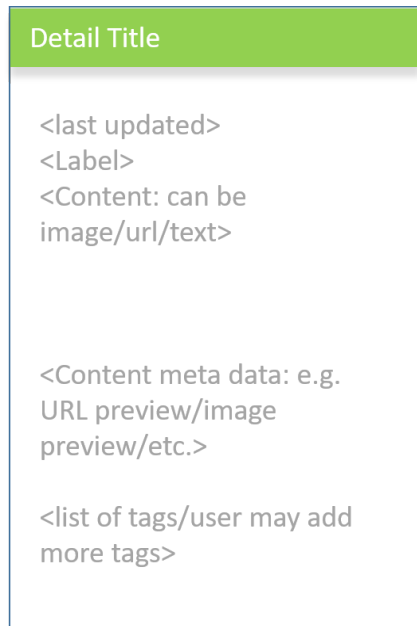 Detail Title
<last updated>
<Label>
<Content: can be
image/url/text>
<Content meta data: e.g.
URL preview/image
preview/etc.>
<list of tags/user may add
more tags>